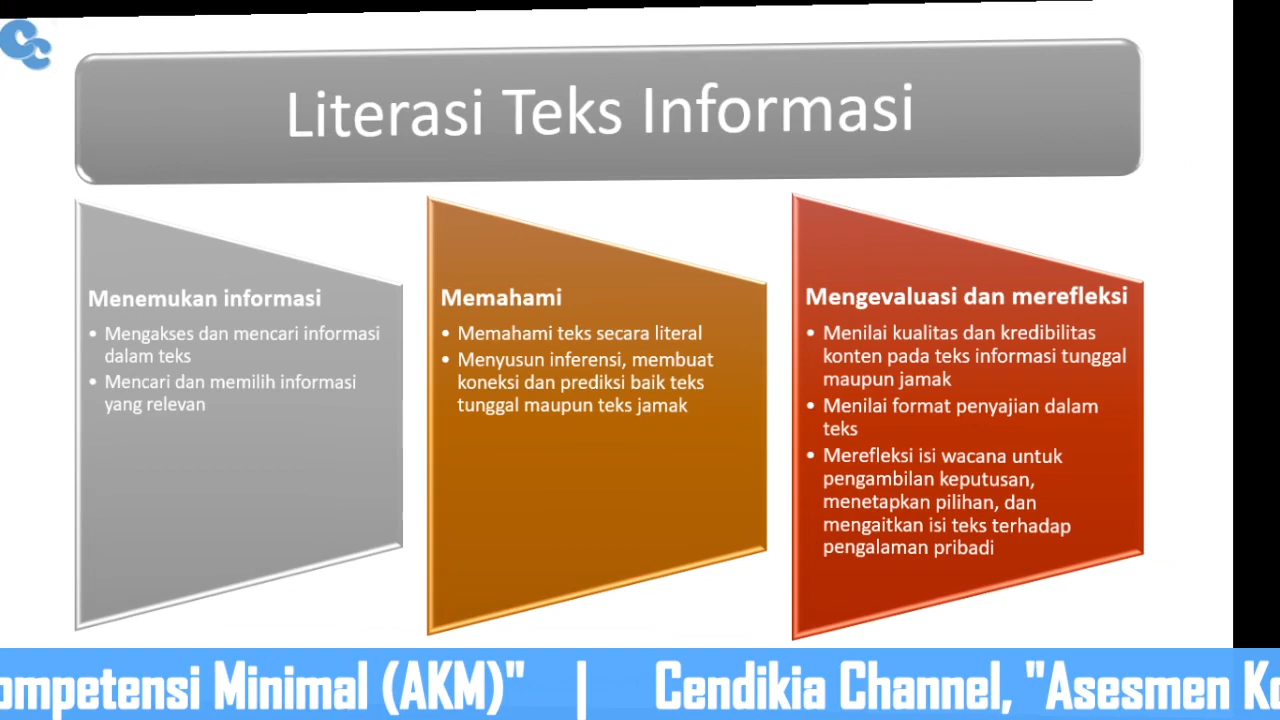 Literasi Teks Informasi
Menemukan informasi
• Mengakses dan mencari informasi
dalam teks
• Mencari dan memilih informasi
yang relevan
Memahami
• Memahami teks secara literal
• Menyusun inferensi, membuat
koneksi dan prediksi baik teks
tunggal maupun teks jamak
Mengevaluasi dan merefleksi
• Menilai kualitas dan kredibilitas
konten pada teks informasi tunggal
maupun jamak
• Menilai format penyajian dalam
teks
• Merefleksi isi wacana untuk
pengambilan keputusan,
menetapkan pilihan, dan
mengaitkan isi teks terhadap
pengalaman pribadi
ompetensi Minimal (AKM)" | Cendikia Channel, "Asesmen Ko